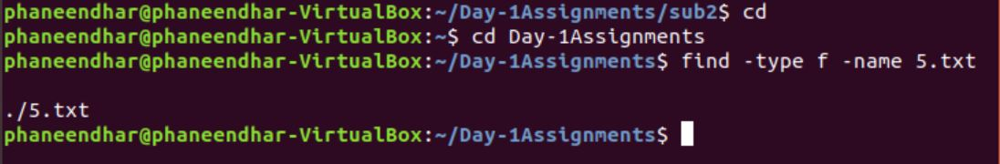 phaneendhar@phaneendhar-VirtualBox:~/Day-1Assignments/sub2$ cd
phaneendhar@phaneendhar-VirtualBox:~$ cd Day-1Assignments
phaneendhar@phaneendhar-VirtualBox:~/Day-1Assignments$ find -type f -name 5.txt
./5.txt
phaneendhar@phaneendhar-VirtualBox:~/Day-1Assignments$